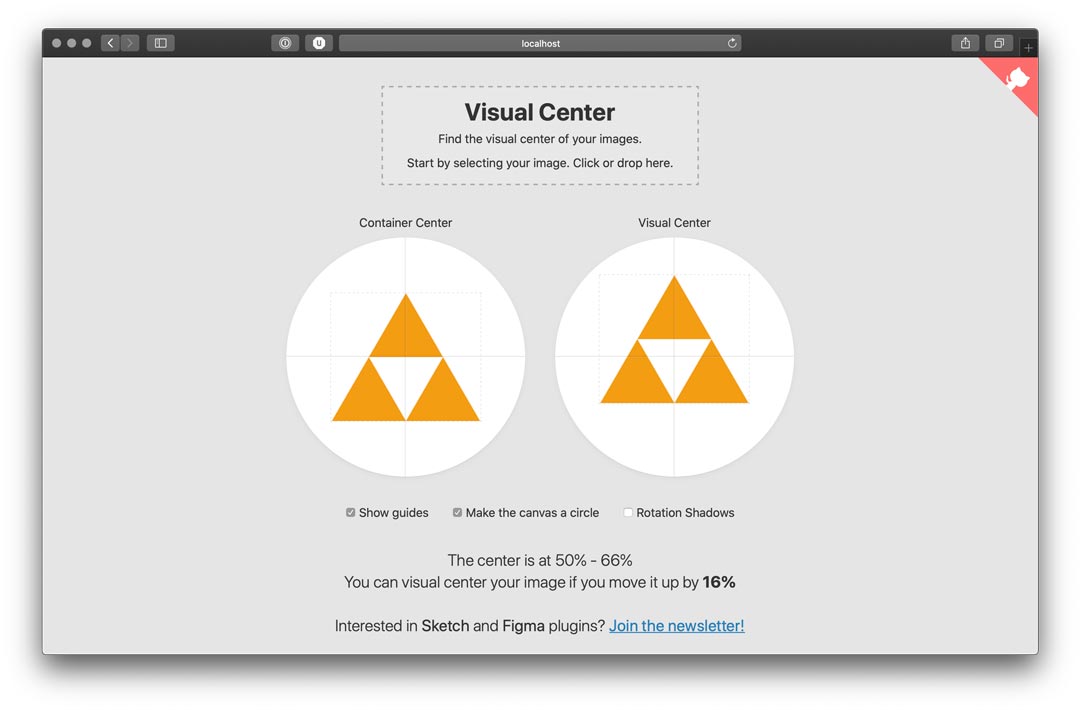 localhost
Visual Center
Find the visual center of your images.
Start by selecting your image. Click or drop here.
Container Center
Visual Center
Show guides
Make the canvas a circle
Rotation Shadows
The center is at 50% - 66%
You can visual center your image if you move it up by 16%
Interested in Sketch and Figma plugins? Join the newsletter!